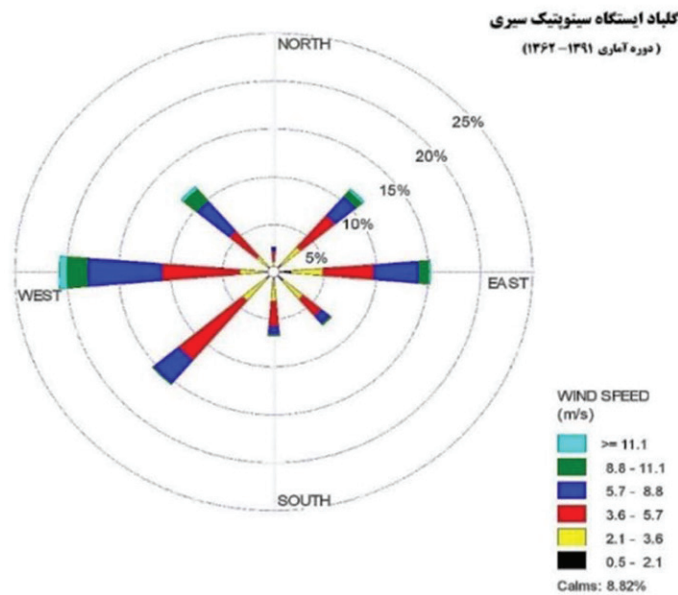 گلباد ایستگاه سینوپتیک سیری
( دوره آماری ۱۳۹۱– ۱۳۶۲)
NORTH
25%
20%
15%
10%
5%
WEST
EAST
SOUTH
WIND SPEED
(m/s)
>= 11.1
8.8 - 11.1
5.7 - 8.8
3.6 - 5.7
2.1 - 3.6
0.5 - 2.1
Calms: 8.82%